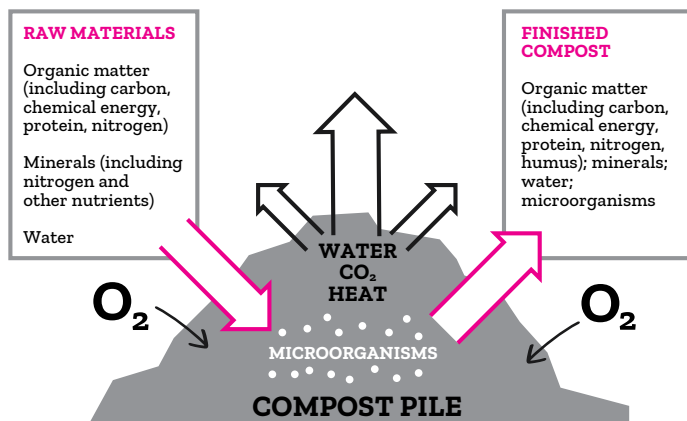 RAW MATERIALS
Organic matter
(including carbon,
chemical energy,
protein, nitrogen)
Minerals (including
nitrogen and
other nutrients)
Water
FINISHED
COMPOST
Organic matter
(including carbon,
chemical energy,
protein, nitrogen,
humus); minerals;
water;
microorganisms
WATER
CO₂
HEAT
O₂
O₂
MICROORGANISMS
COMPOST PILE